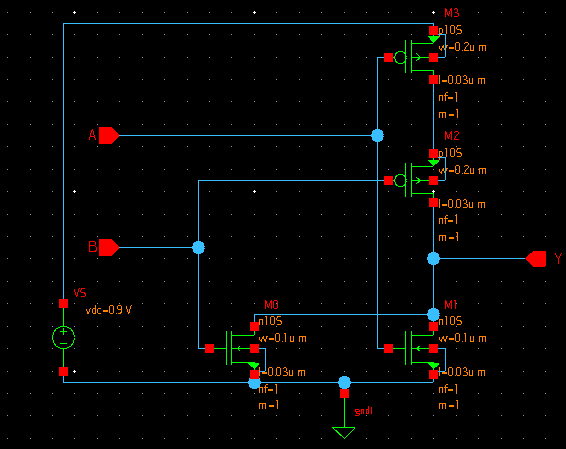 M3
p10S
w=0.2u m
l=0.03u m
nf=1
m=1
A
M2
p10S
w=0.2u m
l=0.03u m
nf=1
m=1
B
Y
VS
vdc=0.9 V
M0
n10S
w=0.1u m
l=0.03u m
nf=1
m=1
M1
n10S
w=0.1u m
l=0.03u m
nf=1
m=1
gnd!